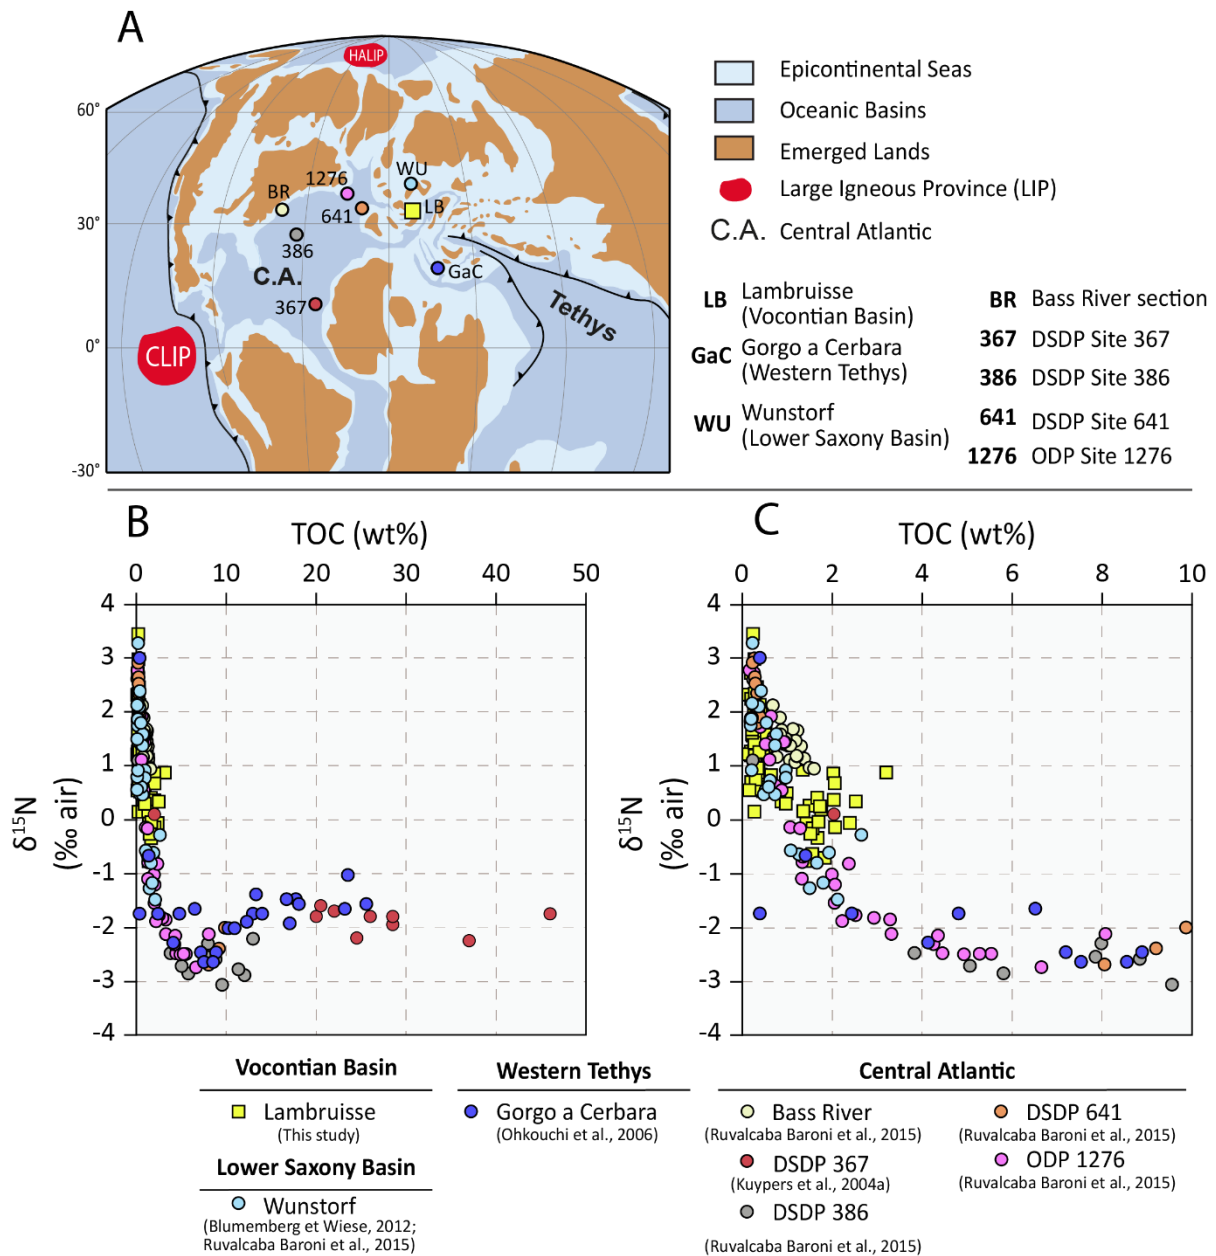 A
HALIP
60°
30°
0°
-30°
WU
1276
BR
LB
641
386
C.A.
GaC
367
Tethys
CLIP
Epicontinental Seas
Oceanic Basins
Emerged Lands
Large Igneous Province (LIP)
C.A. Central Atlantic
LB Lambruisse
(Vocontian Basin)
GaC Gorgo a Cerbara
(Western Tethys)
WU Wunstorf
(Lower Saxony Basin)
BR Bass River section
367 DSDP Site 367
386 DSDP Site 386
641 DSDP Site 641
1276 ODP Site 1276
B
TOC (wt%)
0 10 20 30 40 50
4
3
2
1
0
-1
-2
-3
-4
δ15N
(‰ air)
C
TOC (wt%)
0 2 4 6 8 10
4
3
2
1
0
-1
-2
-3
-4
δ15N
(‰ air)
Vocontian Basin
Lambruisse
(This study)
Lower Saxony Basin
Wunstorf
(Blumemberg et Wiese, 2012;
Ruvalcaba Baroni et al., 2015)
Western Tethys
Gorgo a Cerbara
(Ohkouchi et al., 2006)
Central Atlantic
Bass River
(Ruvalcaba Baroni et al., 2015)
DSDP 367
(Kuypers et al., 2004a)
DSDP 386
(Ruvalcaba Baroni et al., 2015)
DSDP 641
(Ruvalcaba Baroni et al., 2015)
ODP 1276
(Ruvalcaba Baroni et al., 2015)